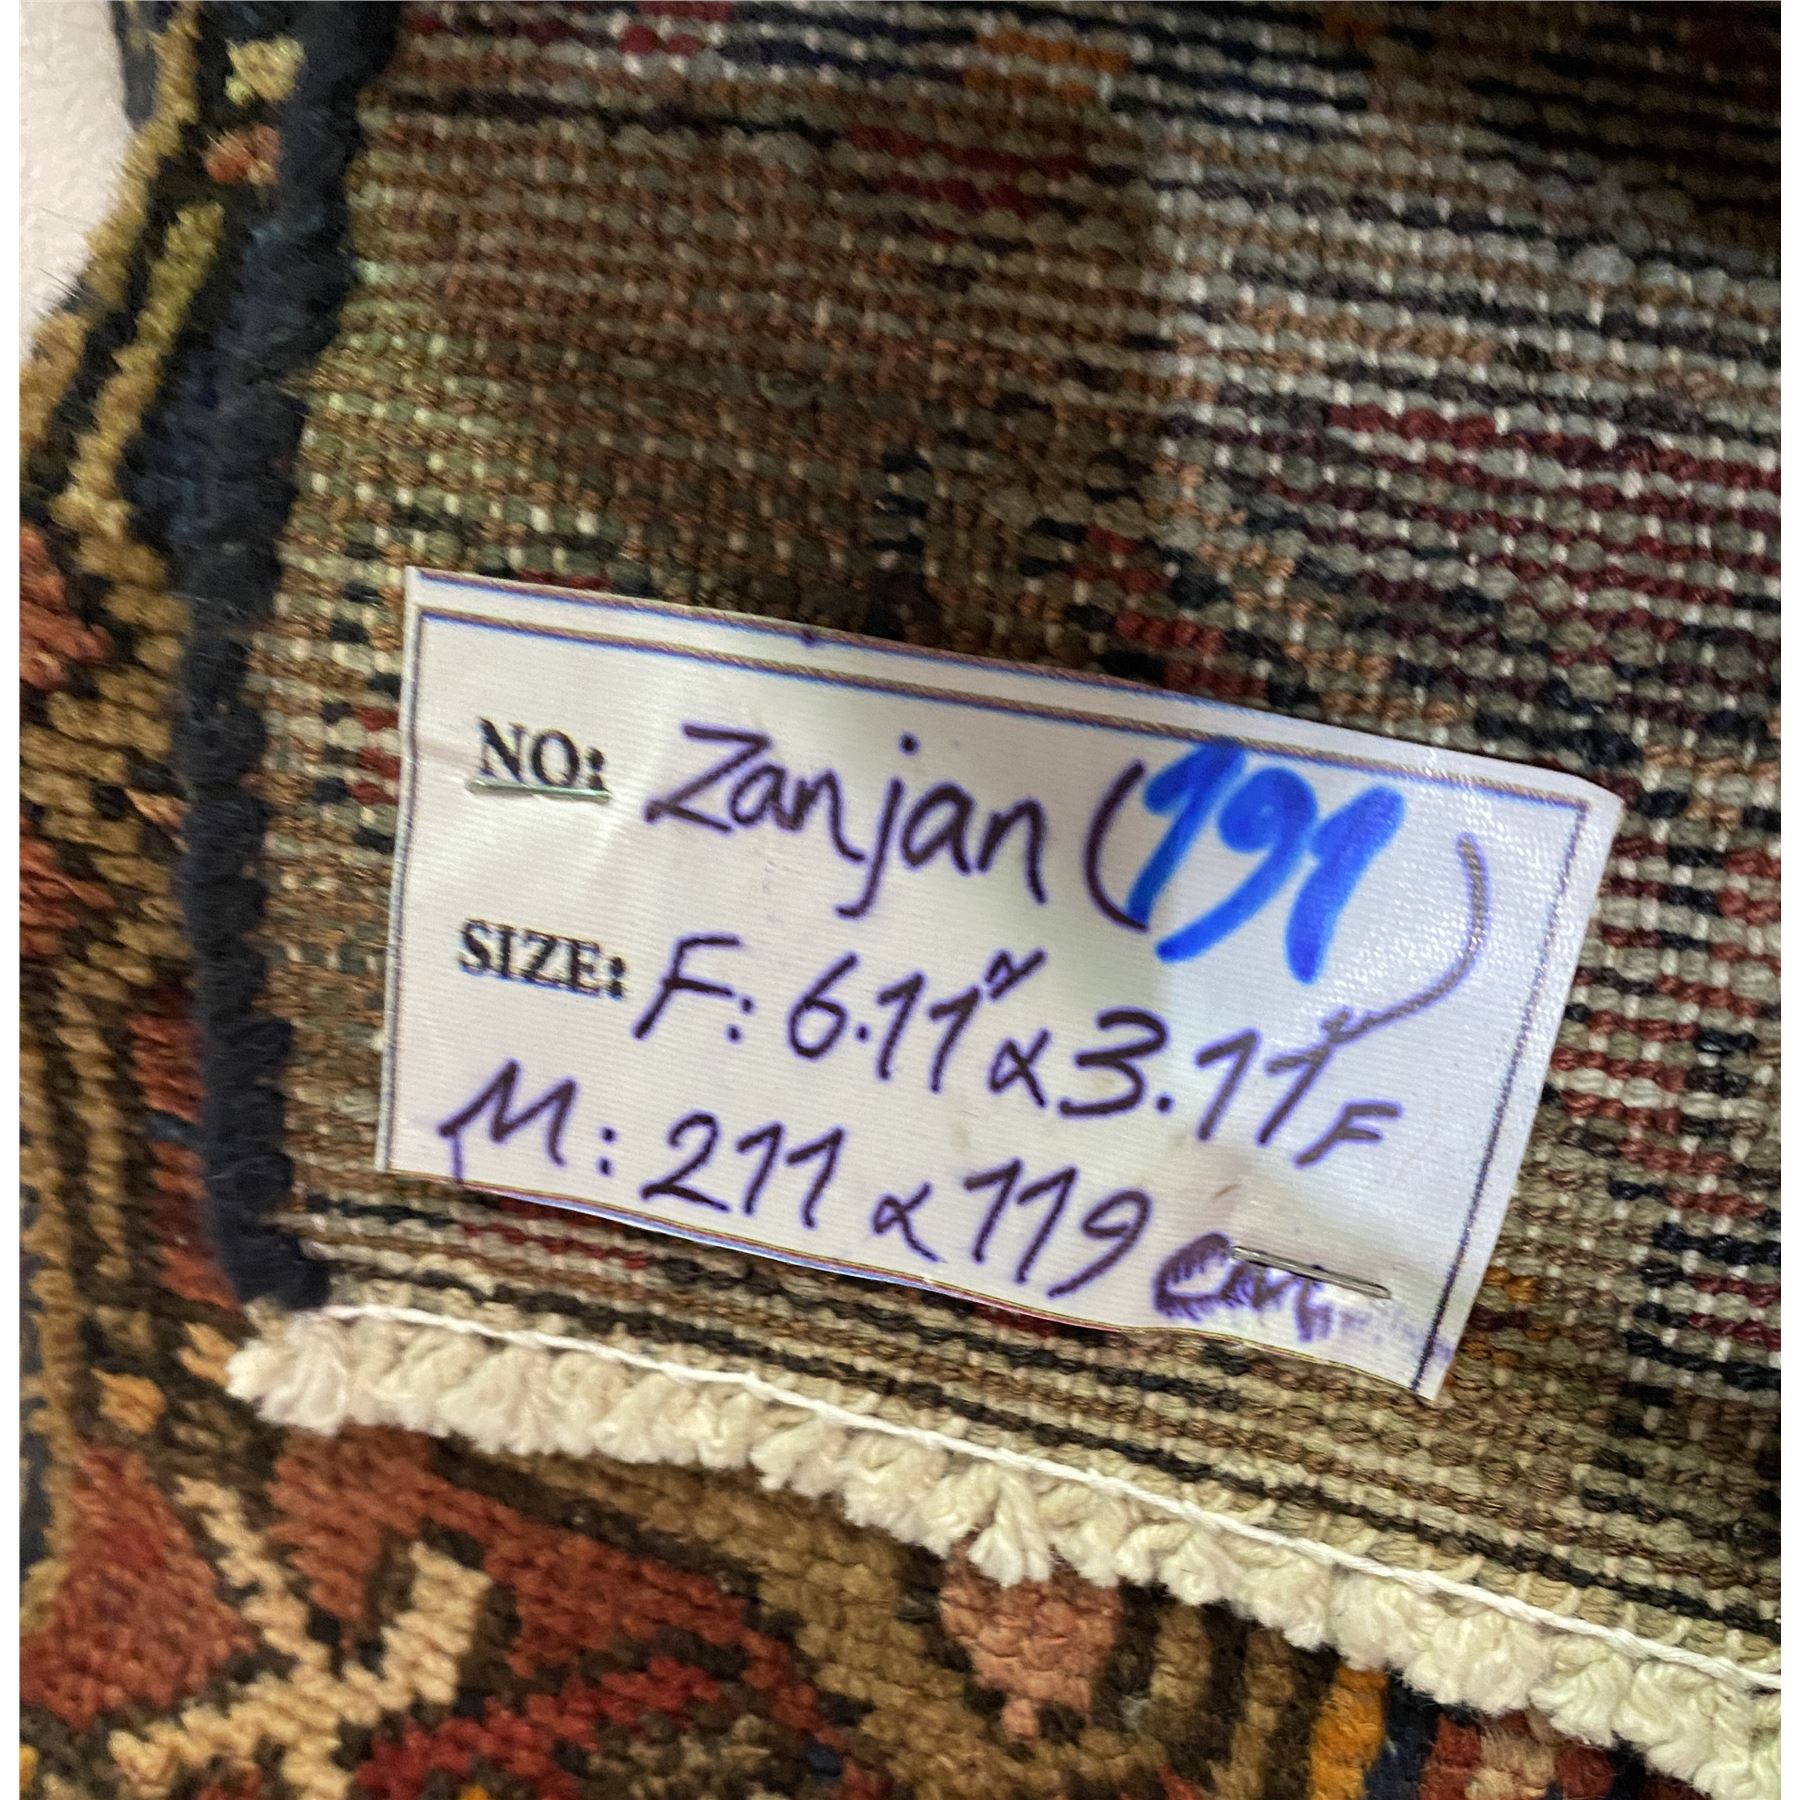 NO: Zanjan (191)
SIZE: F: 6.11" x 3.11" F
M: 211 x 119 cm